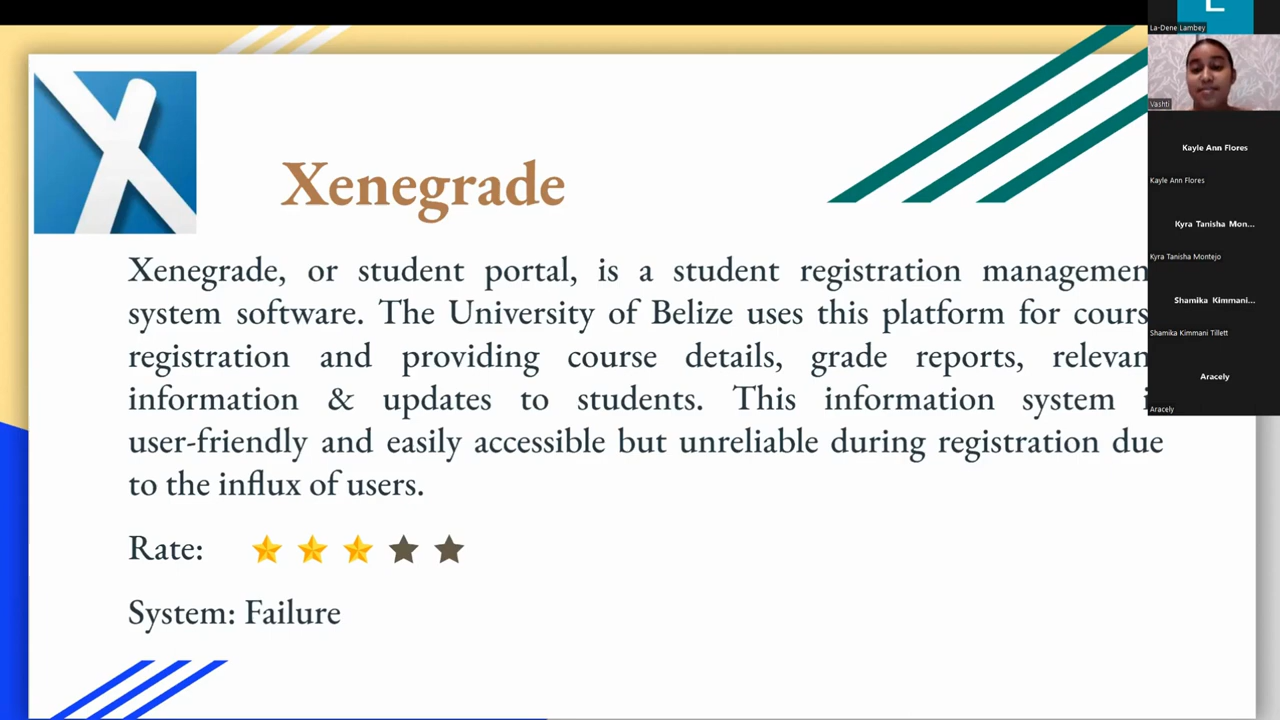 L
La-Dene Lambey
Vashti
Kayle Ann Flores
Kayle Ann Flores
Kyra Tanisha Mon...
Kyra Tanisha Montejo
Shamika Kimmani...
Shamika Kimmani Tillett
Aracely
Aracely
Xenegrade
Xenegrade, or student portal, is a student registration managemen
system software. The University of Belize uses this platform for cours
registration and providing course details, grade reports, relevan
information & updates to students. This information system i
user-friendly and easily accessible but unreliable during registration due
to the influx of users.
Rate:
System: Failure